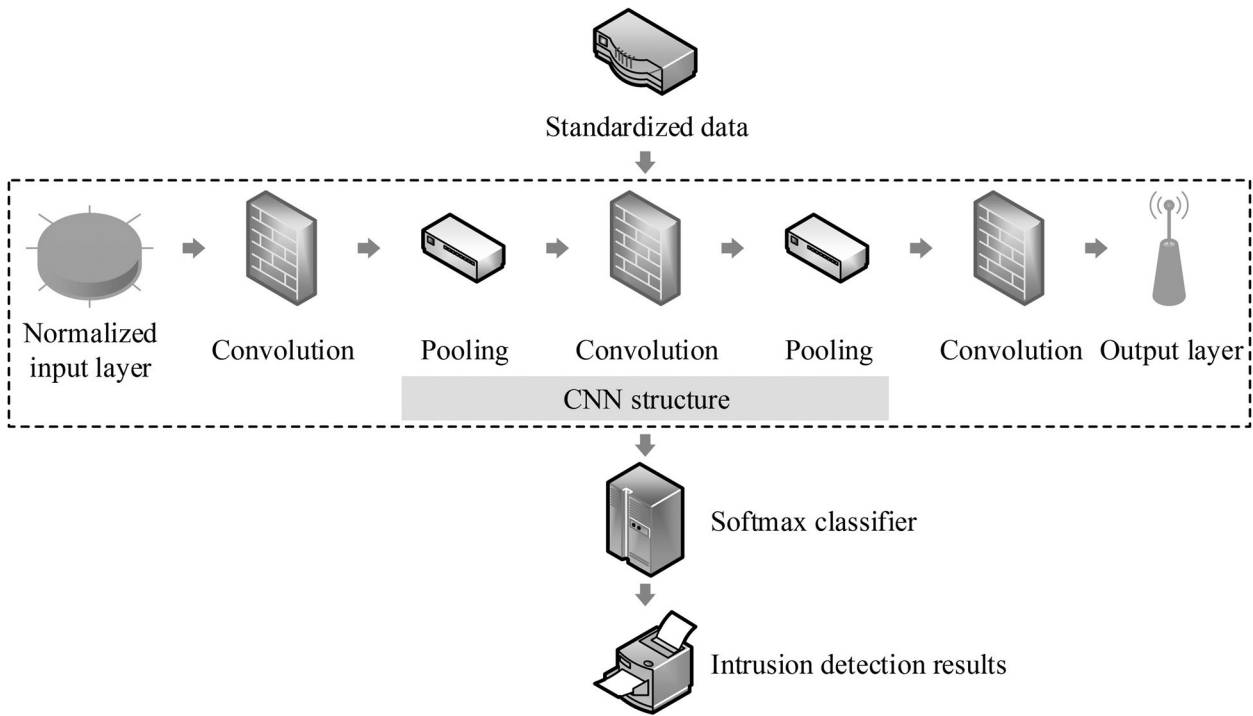 Standardized data
Normalized
input layer
Convolution
Pooling
Convolution
Pooling
Convolution
Output layer
CNN structure
Softmax classifier
Intrusion detection results